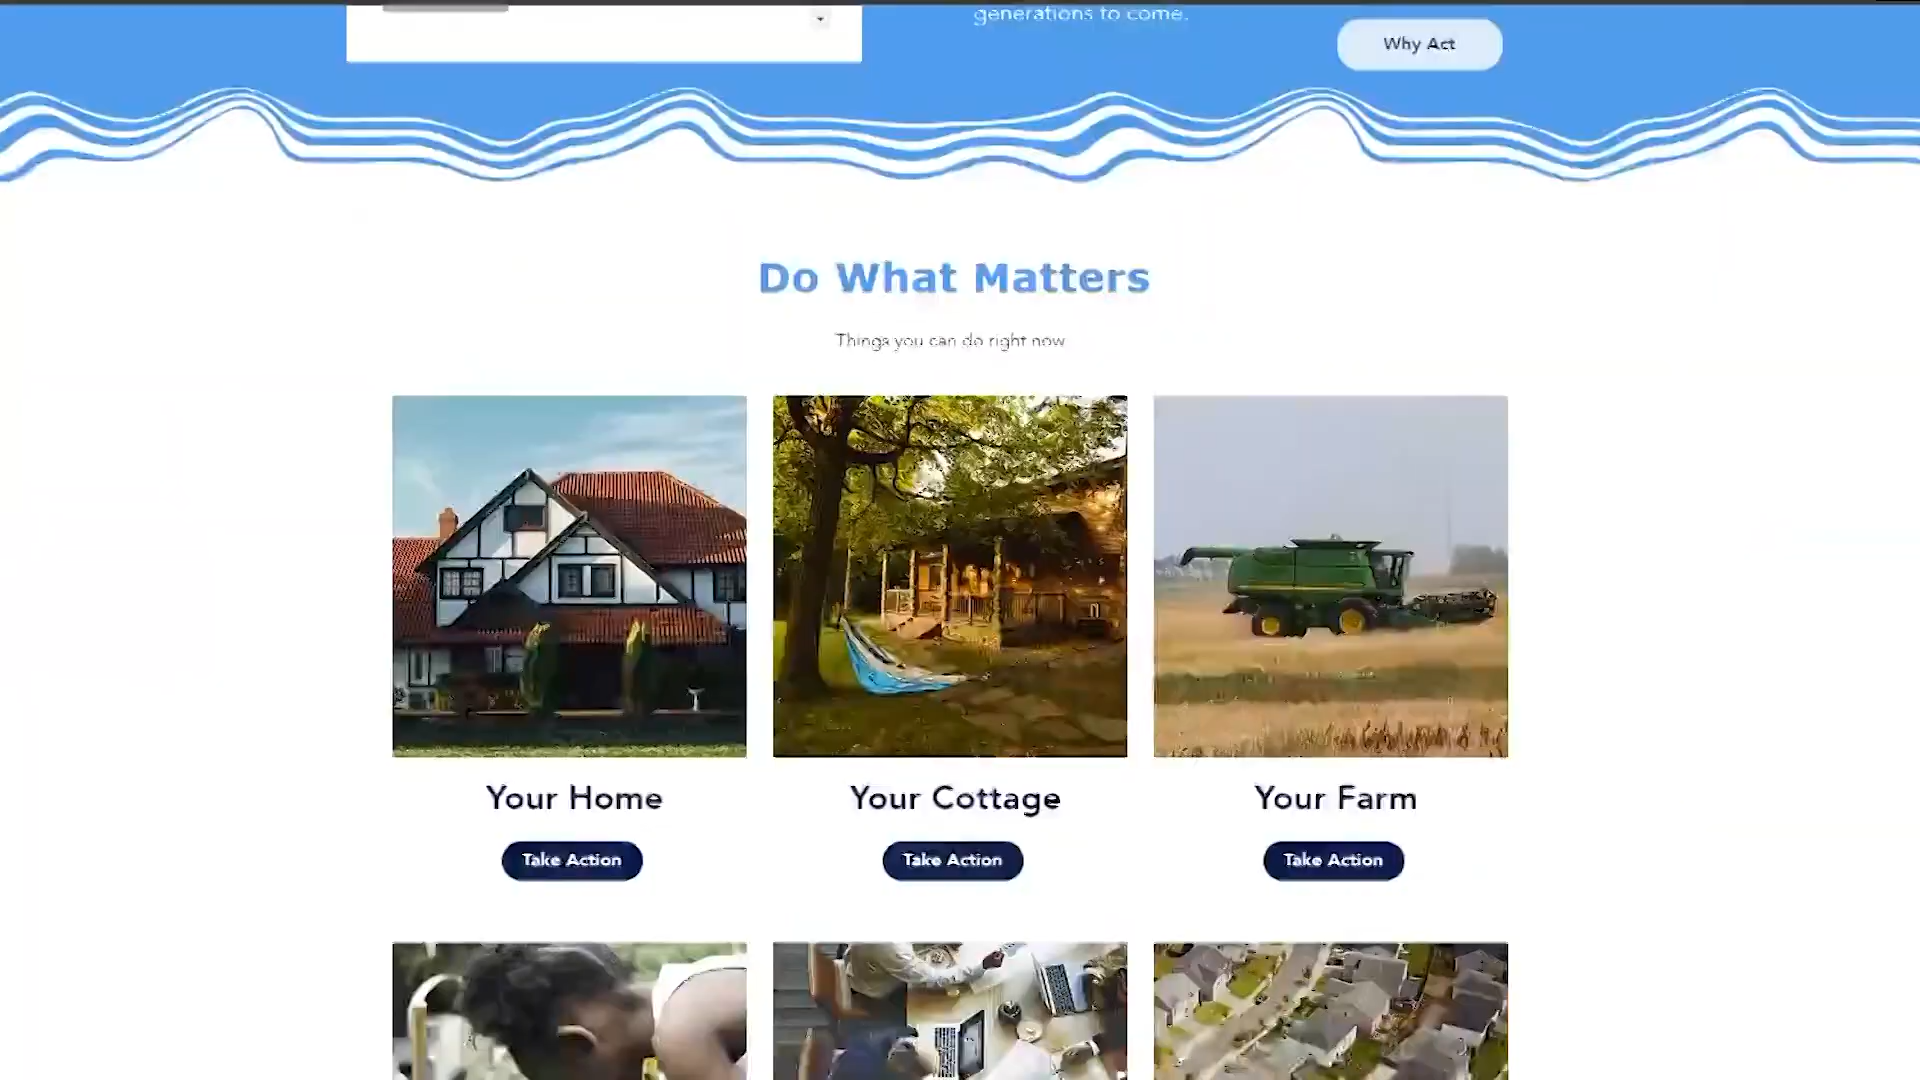 generations to come.
Why Act
Do What Matters
Things you can do right now
Your Home
Your Cottage
Your Farm
Take Action
Take Action
Take Action